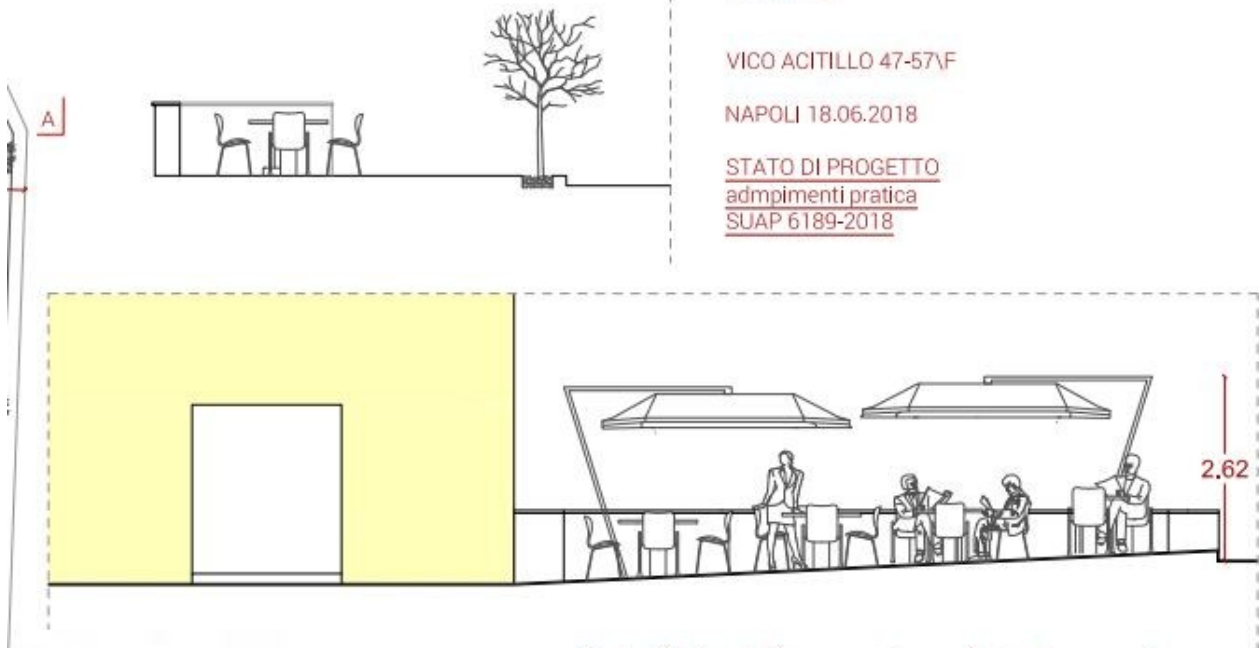 VICO ACITILLO 47-57\F
A
NAPOLI 18.06.2018
STATO DI PROGETTO
admpimenti pratica
SUAP 6189-2018
2.62